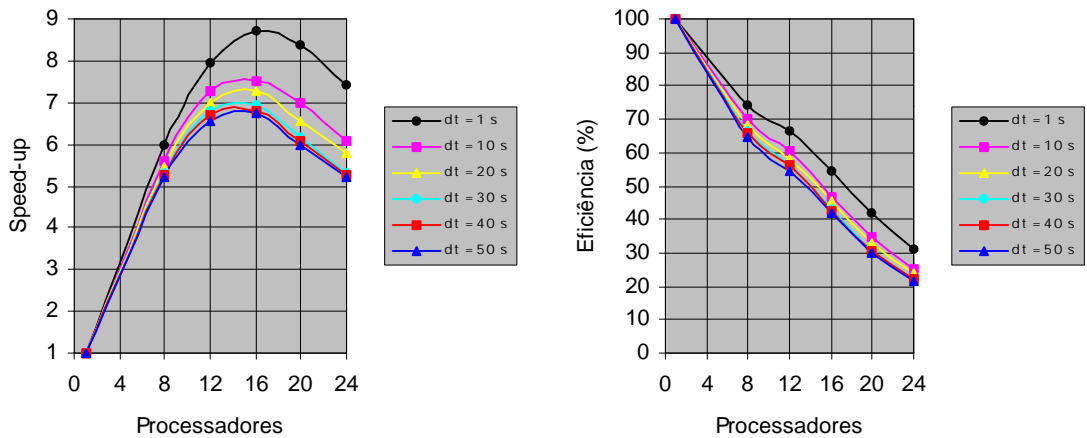 9
8
7
6
5
4
3
2
1
Speed-up
0 4 8 12 16 20 24
Processadores
dt = 1 s
dt = 10 s
dt = 20 s
dt = 30 s
dt = 40 s
dt = 50 s
100
90
80
70
60
50
40
30
20
10
0
Eficiência (%)
0 4 8 12 16 20 24
Processadores
dt = 1 s
dt = 10 s
dt = 20 s
dt = 30 s
dt = 40 s
dt = 50 s